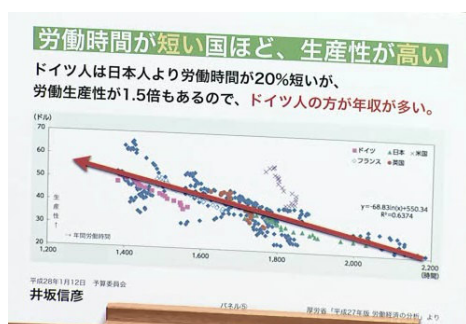 労働時間が短い国ほど、生産性が高い
ドイツ人は日本人より労働時間が20%短いが、
労働生産性が1.5倍もあるので、ドイツ人の方が年収が多い。
(ドル)
70
60
50
40
30
20
生産性↑
→ 年間労働時間
■ドイツ ▲日本 ×米国
◇フランス ●英国
y=-68.83ln(x)+550.34
R²=0.6374
1,200 1,400 1,600 1,800 2,000 2,200
(時間)
平成28年1月12日 予算委員会
井坂信彦
パネル⑤
厚労省「平成27年版 労働経済の分析」より